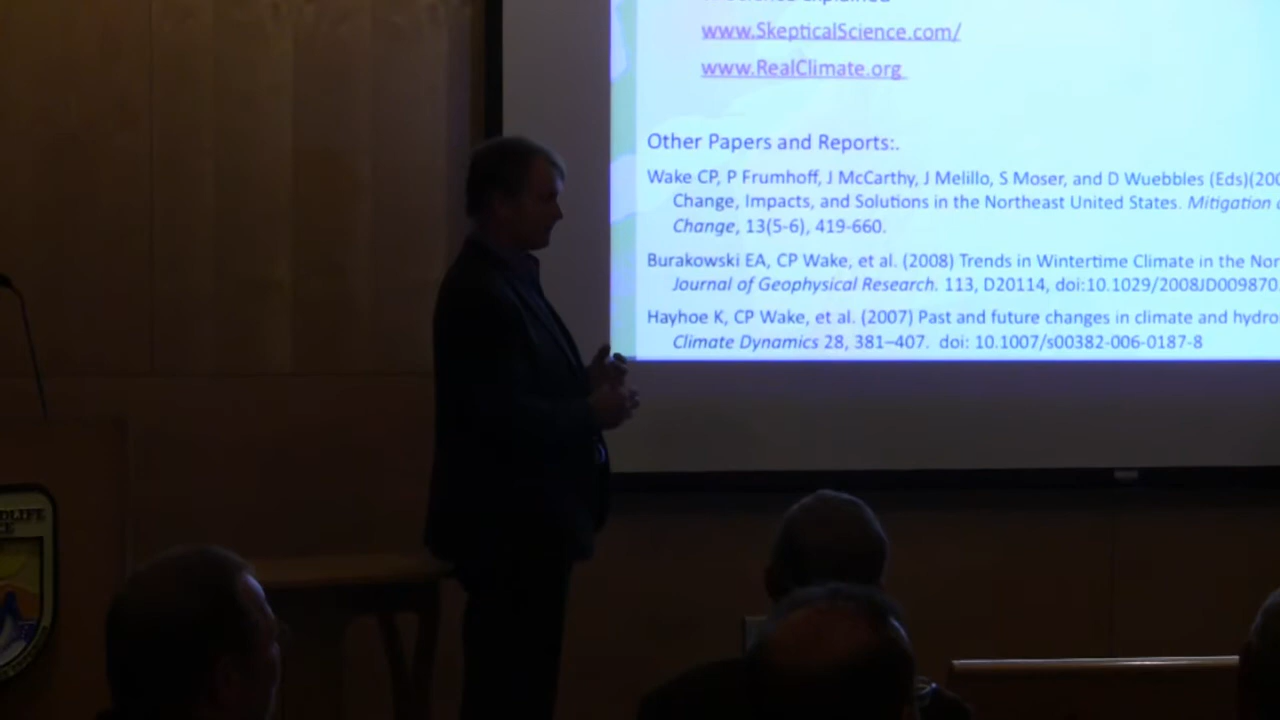 www.SkepticalScience.com/
www.RealClimate.org
Other Papers and Reports:.
Wake CP, P Frumhoff, J McCarthy, J Melillo, S Moser, and D Wuebbles (Eds)(200
Change, Impacts, and Solutions in the Northeast United States. Mitigation
Change, 13(5-6), 419-660.
Burakowski EA, CP Wake, et al. (2008) Trends in Wintertime Climate in the Nor
Journal of Geophysical Research. 113, D20114, doi:10.1029/2008JD009870
Hayhoe K, CP Wake, et al. (2007) Past and future changes in climate and hydro
Climate Dynamics 28, 381–407. doi: 10.1007/s00382-006-0187-8
DLIFE
CE